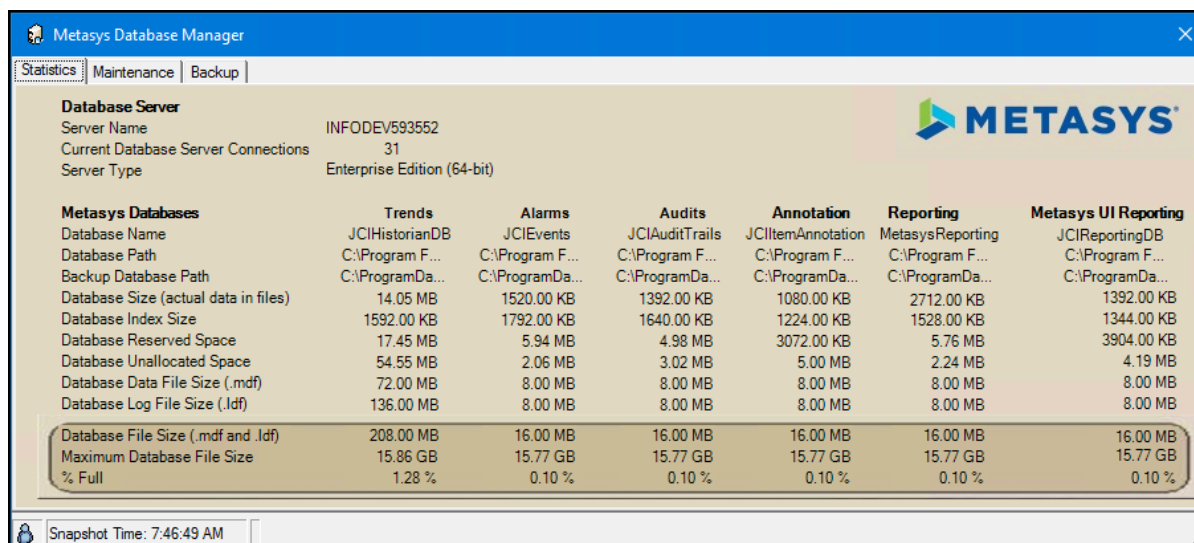 Metasys Database Manager
Statistics Maintenance Backup
Database Server
METASYS
Server Name INFODEV593552
Current Database Server Connections 31
Server Type Enterprise Edition (64-bit)
Metasys Databases Trends Alarms Audits Annotation Reporting Metasys UI Reporting
Database Name JCIHistorianDB JCIEvents JCIAuditTrails JCIItemAnnotation MetasysReporting JCIReportingDB
Database Path C:\Program F... C:\Program F... C:\Program F... C:\Program F... C:\Program F... C:\Program F...
Backup Database Path C:\ProgramDa... C:\ProgramDa... C:\ProgramDa... C:\ProgramDa... C:\ProgramDa... C:\ProgramDa...
Database Size (actual data in files) 14.05 MB 1520.00 KB 1392.00 KB 1080.00 KB 2712.00 KB 1392.00 KB
Database Index Size 1592.00 KB 1792.00 KB 1640.00 KB 1224.00 KB 1528.00 KB 1344.00 KB
Database Reserved Space 17.45 MB 5.94 MB 4.98 MB 3072.00 KB 5.76 MB 3904.00 KB
Database Unallocated Space 54.55 MB 2.06 MB 3.02 MB 5.00 MB 2.24 MB 4.19 MB
Database Data File Size (.mdf) 72.00 MB 8.00 MB 8.00 MB 8.00 MB 8.00 MB 8.00 MB
Database Log File Size (.ldf) 136.00 MB 8.00 MB 8.00 MB 8.00 MB 8.00 MB 8.00 MB
Database File Size (.mdf and .ldf) 208.00 MB 16.00 MB 16.00 MB 16.00 MB 16.00 MB 16.00 MB
Maximum Database File Size 15.86 GB 15.77 GB 15.77 GB 15.77 GB 15.77 GB 15.77 GB
% Full 1.28 % 0.10 % 0.10 % 0.10 % 0.10 % 0.10 %
Snapshot Time: 7:46:49 AM